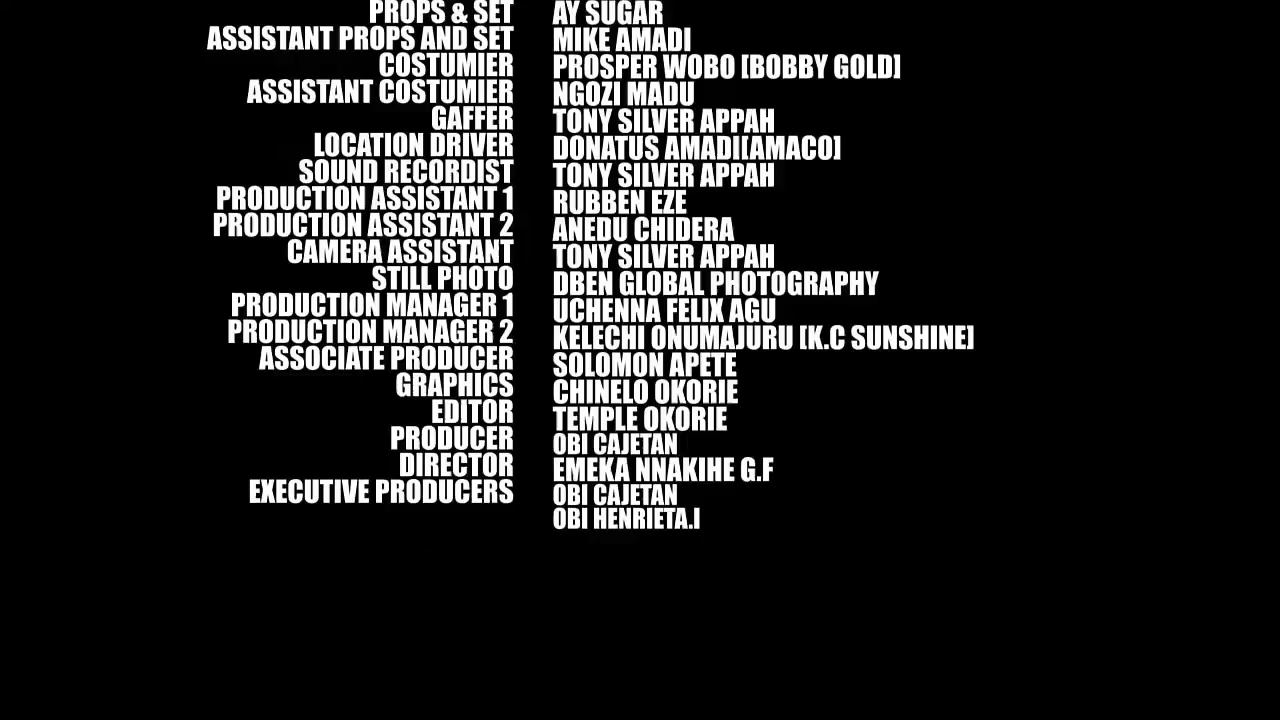 PROPS & SET AY SUGAR
ASSISTANT PROPS AND SET MIKE AMADI
COSTUMIER PROSPER WOBO [BOBBY GOLD]
ASSISTANT COSTUMIER NGOZI MADU
GAFFER TONY SILVER APPAH
LOCATION DRIVER DONATUS AMADI[AMACO]
SOUND RECORDIST TONY SILVER APPAH
PRODUCTION ASSISTANT 1 RUBBEN EZE
PRODUCTION ASSISTANT 2 ANEDU CHIDERA
CAMERA ASSISTANT TONY SILVER APPAH
STILL PHOTO DBEN GLOBAL PHOTOGRAPHY
PRODUCTION MANAGER 1 UCHENNA FELIX AGU
PRODUCTION MANAGER 2 KELECHI ONUMAJURU [K.C SUNSHINE]
ASSOCIATE PRODUCER SOLOMON APETE
GRAPHICS CHINELO OKORIE
EDITOR TEMPLE OKORIE
PRODUCER OBI CAJETAN
DIRECTOR EMEKA NNAKIHE G.F
EXECUTIVE PRODUCERS OBI CAJETAN
OBI HENRIETA.I